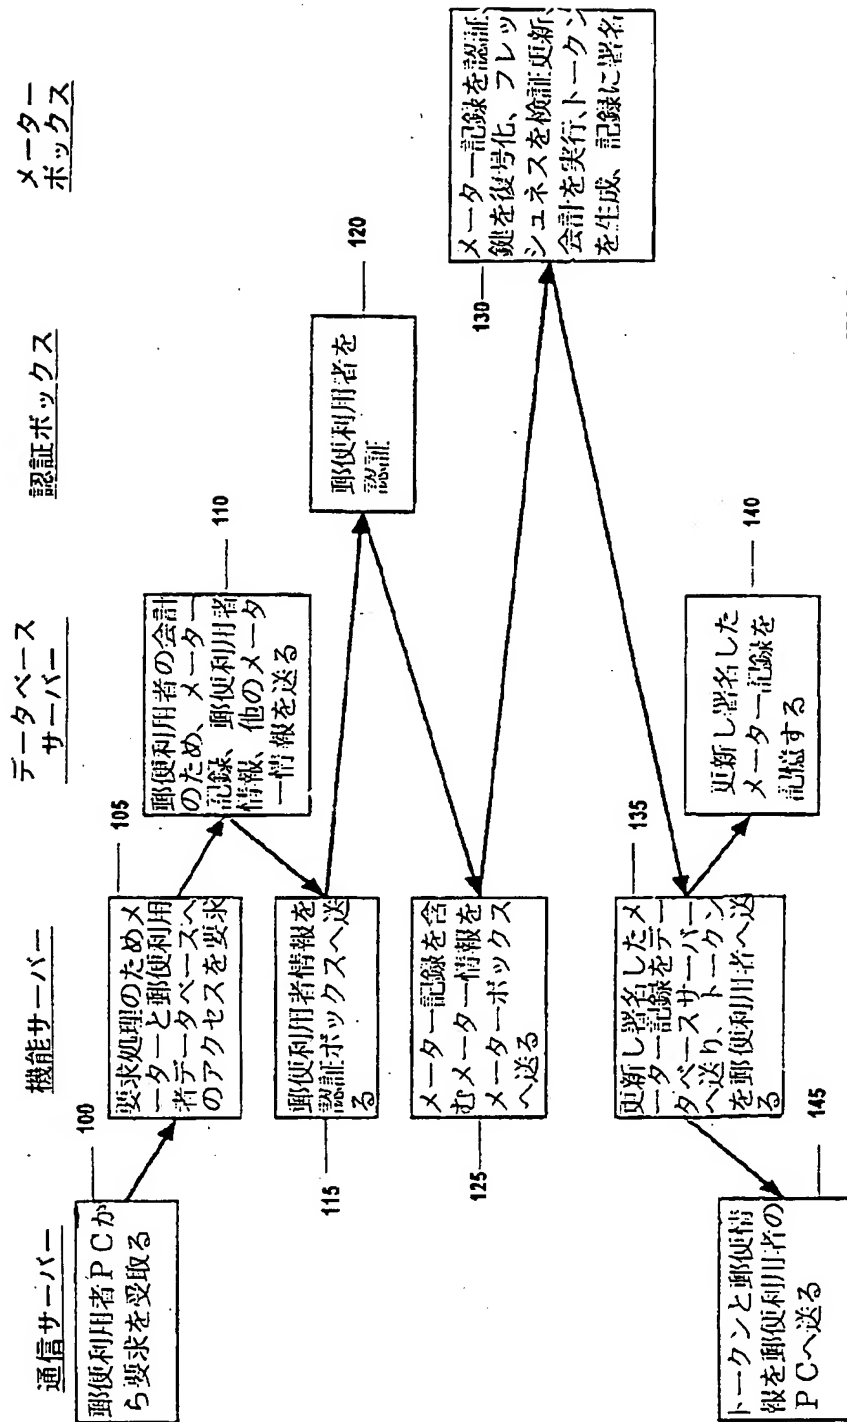 通信サーバー
機能サーバー
データベース
サーバー
認証ボックス
メーター
ボックス
100
郵便利用者PCか
ら要求を受取る
105
要求処理のためメ
ーターと郵便利用
者データベースへ
のアクセスを要求
110
郵便利用者の会計
のため、メーター
記録、郵便利用者
情報、他のメータ
ー情報を送る
115
郵便利用者情報を
認証ボックスへ送
る
120
郵便利用者を
認証
125
メーター記録を含
むメーター情報を
メーターボックス
へ送る
130
メーター記録を認証、
鍵を復号化、フレッ
シュネスを検証更新、
会計を実行、トークン
を生成、記録に署名
135
更新し署名したメ
ーター記録をデー
タベースサーバー
へ送り、トークン
を郵便利用者へ送
る
140
更新し署名した
メーター記録を
記憶する
145
トークンと郵便情
報を郵便利用者の
PCへ送る